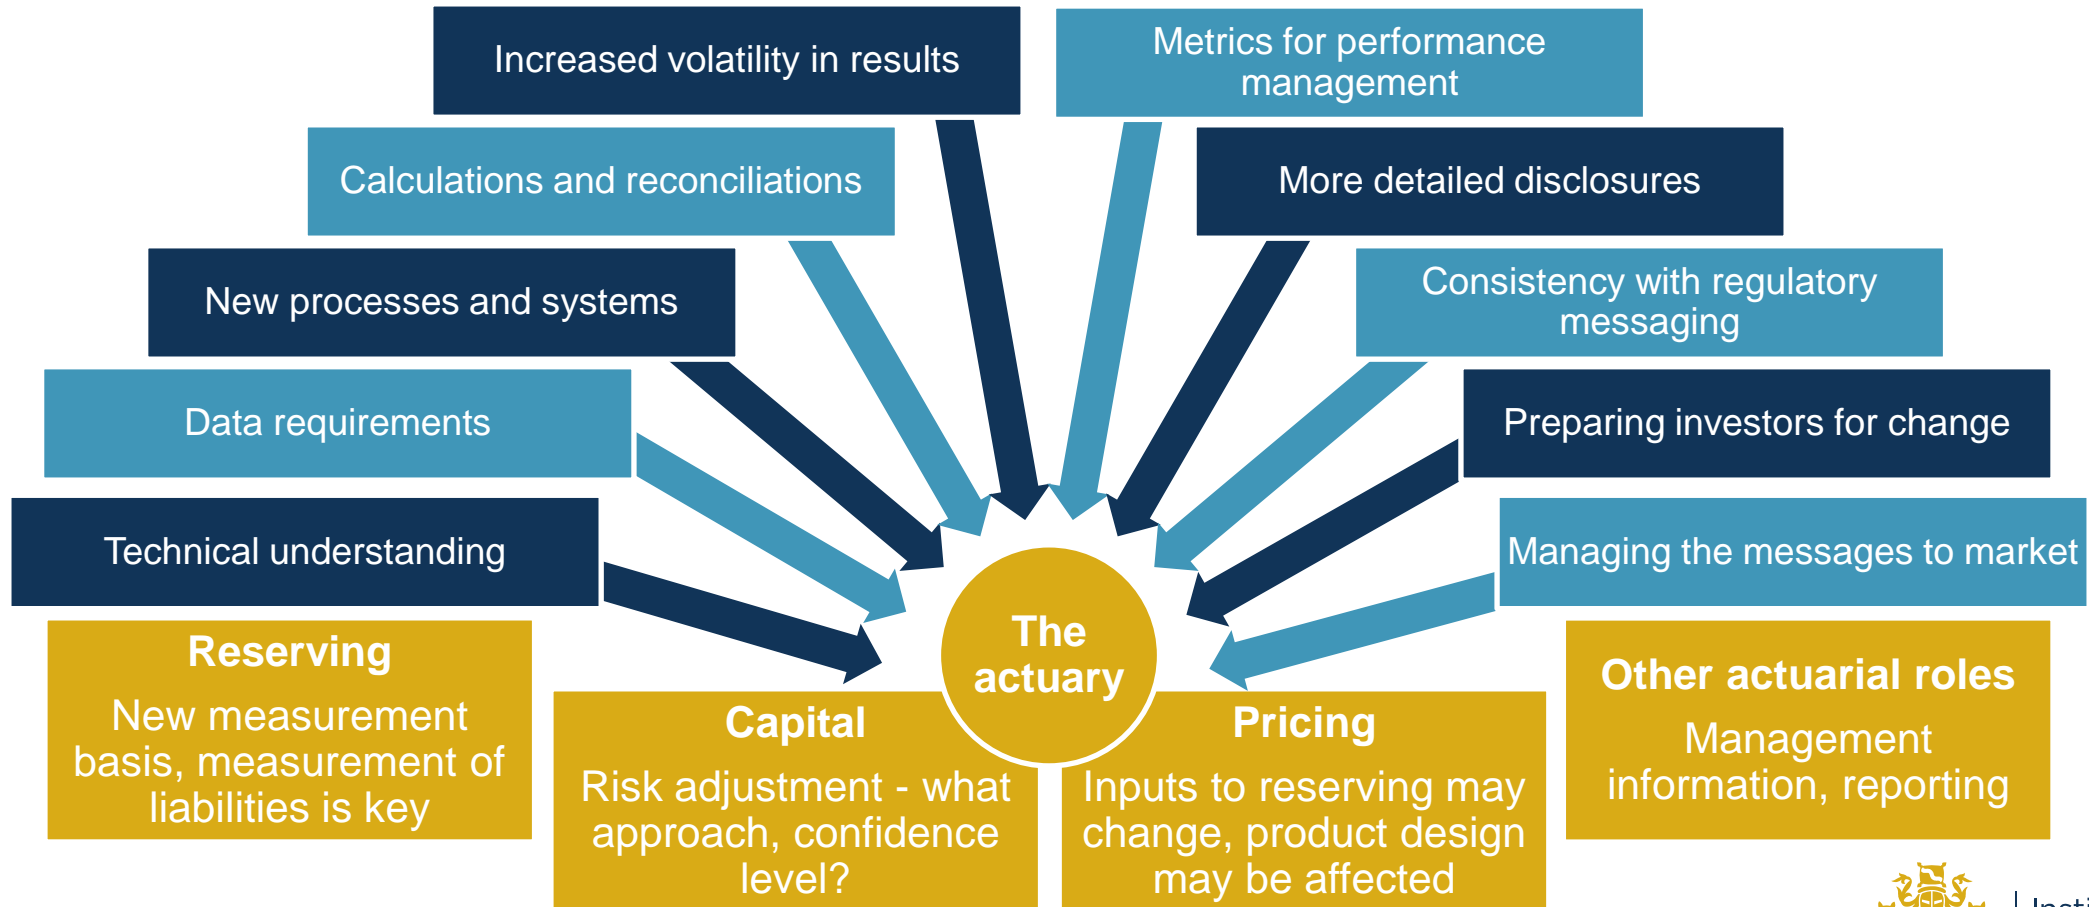 Increased volatility in results
Metrics for performance
management
Calculations and reconciliations
More detailed disclosures
New processes and systems
Consistency with regulatory
messaging
Data requirements
Preparing investors for change
Technical understanding
Managing the messages to market
The
actuary
Reserving
New measurement
basis, measurement of
liabilities is key
Capital
Risk adjustment - what
approach, confidence
level?
Pricing
Inputs to reserving may
change, product design
may be affected
Other actuarial roles
Management
information, reporting